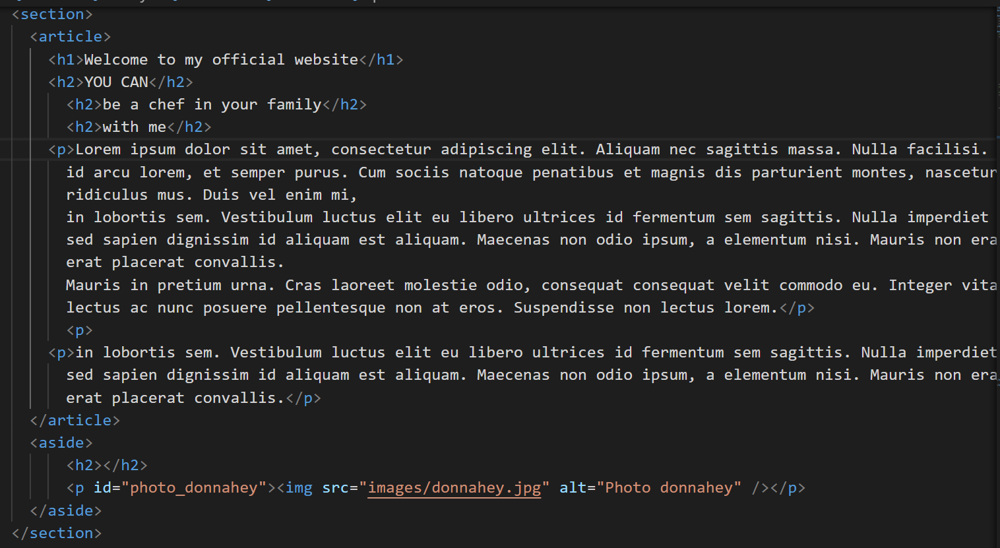 <section>
<article>
<h1>Welcome to my official website</h1>
<h2>YOU CAN</h2>
<h2>be a chef in your family</h2>
<h2>with me</h2>
<p>Lorem ipsum dolor sit amet, consectetur adipiscing elit. Aliquam nec sagittis massa. Nulla facilisi.
id arcu lorem, et semper purus. Cum sociis natoque penatibus et magnis dis parturient montes, nascetur
ridiculus mus. Duis vel enim mi,
in lobortis sem. Vestibulum luctus elit eu libero ultrices id fermentum sem sagittis. Nulla imperdiet
sed sapien dignissim id aliquam est aliquam. Maecenas non odio ipsum, a elementum nisi. Mauris non era
erat placerat convallis.
Mauris in pretium urna. Cras laoreet molestie odio, consequat consequat velit commodo eu. Integer vita
lectus ac nunc posuere pellentesque non at eros. Suspendisse non lectus lorem.</p>
<p>
<p>in lobortis sem. Vestibulum luctus elit eu libero ultrices id fermentum sem sagittis. Nulla imperdiet
sed sapien dignissim id aliquam est aliquam. Maecenas non odio ipsum, a elementum nisi. Mauris non era
erat placerat convallis.</p>
</article>
<aside>
<h2></h2>
<p id="photo_donnahey"><img src="images/donnahey.jpg" alt="Photo donnahey" /></p>
</aside>
</section>